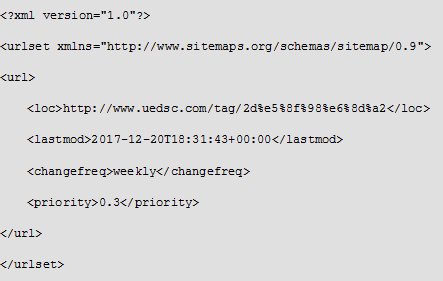 <?xml version="1.0"?>
<urlset xmlns="http://www.sitemaps.org/schemas/sitemap/0.9">
<url>
<loc>http://www.uedsc.com/tag/2d%e5%8f%98%e6%8d%a2</loc>
<lastmod>2017-12-20T18:31:43+00:00</lastmod>
<changefreq>weekly</changefreq>
<priority>0.3</priority>
</url>
</urlset>